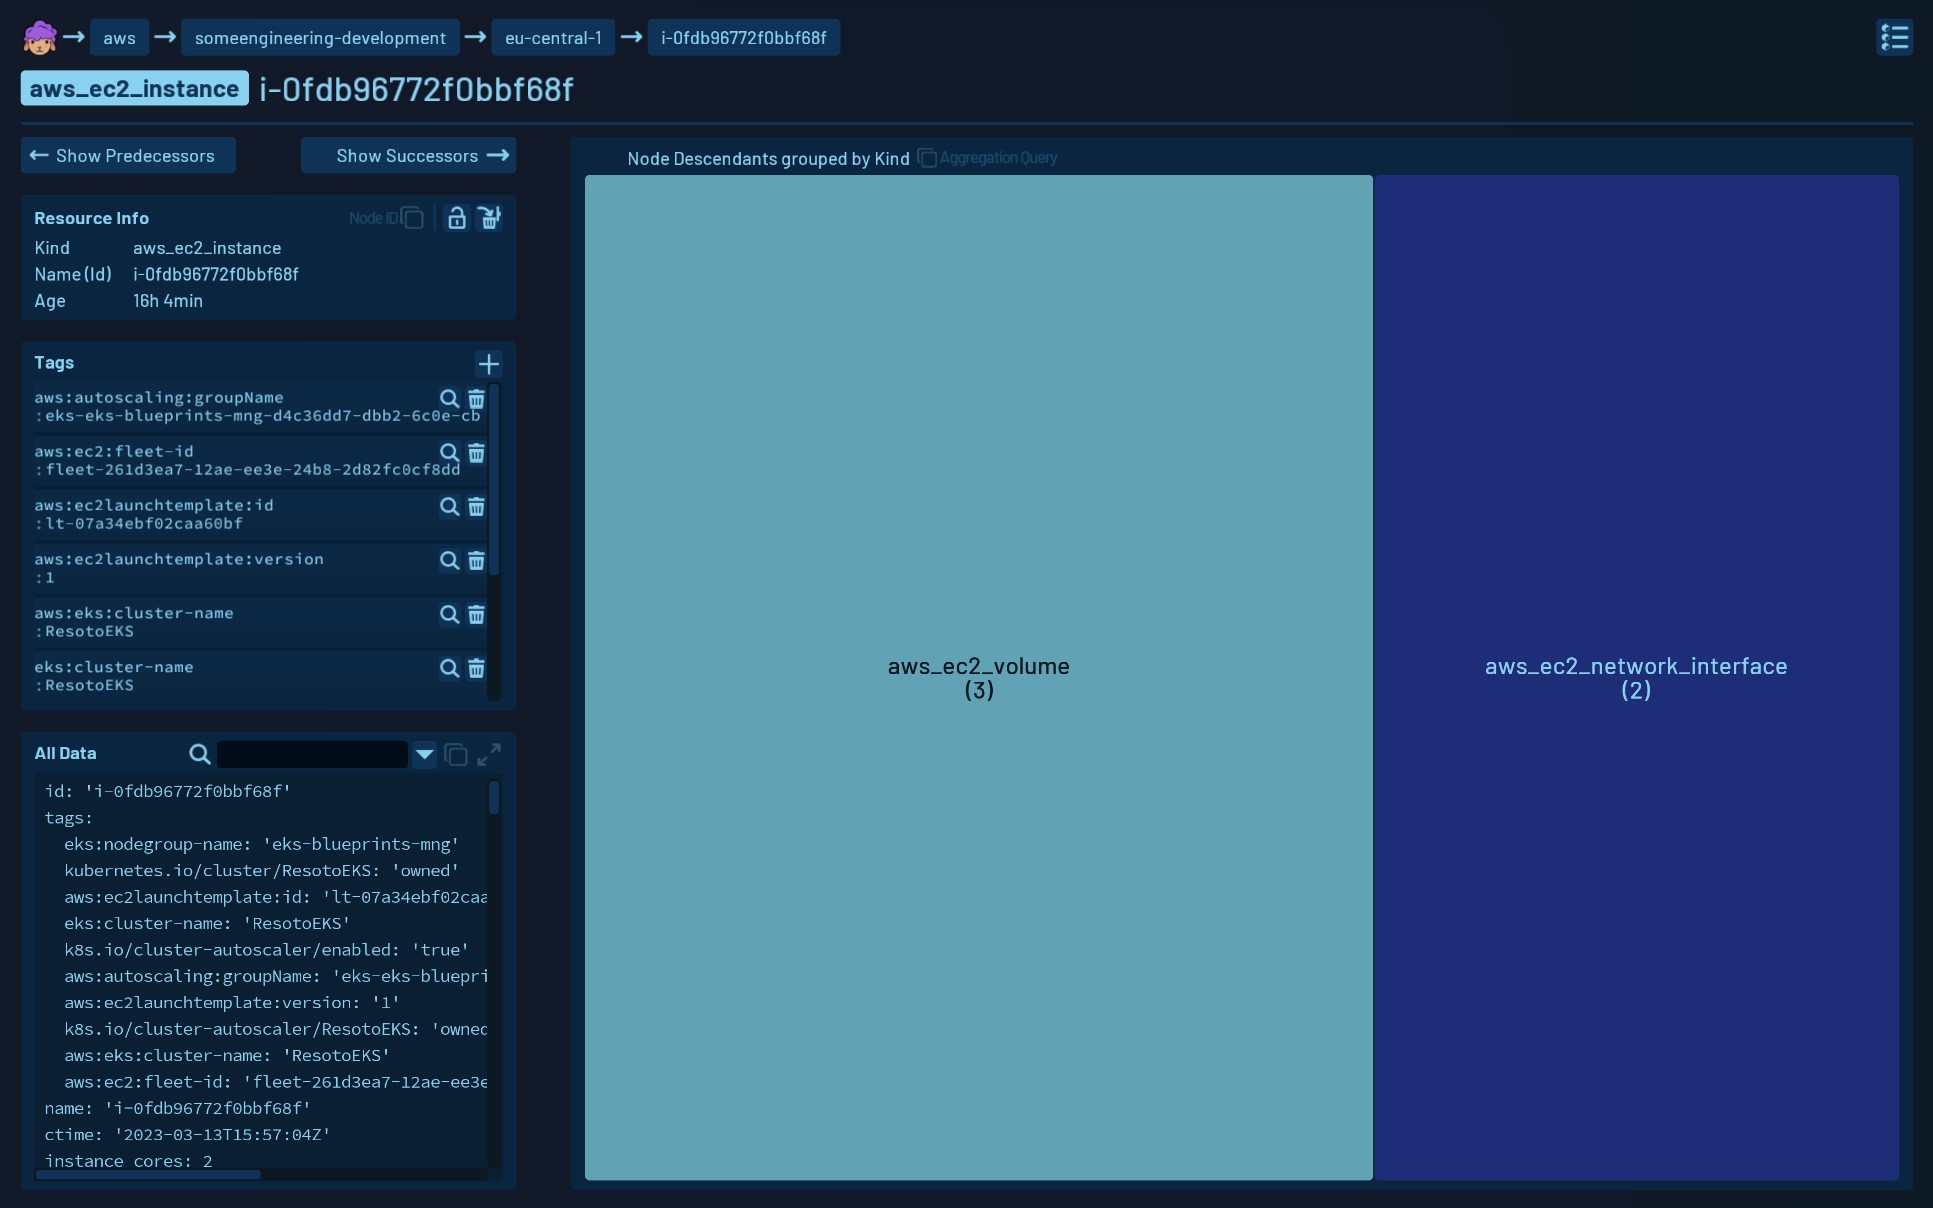 aws
someengineering-development
eu-central-1
i-0fdb96772f0bbf68f
aws_ec2_instance i-0fdb96772f0bbf68f
Show Predecessors
Show Successors
Resource Info
Node ID
Kind aws_ec2_instance
Name (Id) i-0fdb96772f0bbf68f
Age 16h 4min
Tags
aws:autoscaling:groupName
:eks-eks-blueprints-mng-d4c36dd7-dbb2-6c0e-cb
aws:ec2:fleet-id
:fleet-261d3ea7-12ae-ee3e-24b8-2d82fc0cf8dd
aws:ec2launchtemplate:id
:lt-07a34ebf02caa60bf
aws:ec2launchtemplate:version
:1
aws:eks:cluster-name
:ResotoEKS
eks:cluster-name
:ResotoEKS
All Data
id: 'i-0fdb96772f0bbf68f'
tags:
eks:nodegroup-name: 'eks-blueprints-mng'
kubernetes.io/cluster/ResotoEKS: 'owned'
aws:ec2launchtemplate:id: 'lt-07a34ebf02caa
eks:cluster-name: 'ResotoEKS'
k8s.io/cluster-autoscaler/enabled: 'true'
aws:autoscaling:groupName: 'eks-eks-bluepri
aws:ec2launchtemplate:version: '1'
k8s.io/cluster-autoscaler/ResotoEKS: 'owned
aws:eks:cluster-name: 'ResotoEKS'
aws:ec2:fleet-id: 'fleet-261d3ea7-12ae-ee3e
name: 'i-0fdb96772f0bbf68f'
ctime: '2023-03-13T15:57:04Z'
instance_cores: 2
Node Descendants grouped by Kind
Aggregation Query
aws_ec2_volume
(3)
aws_ec2_network_interface
(2)